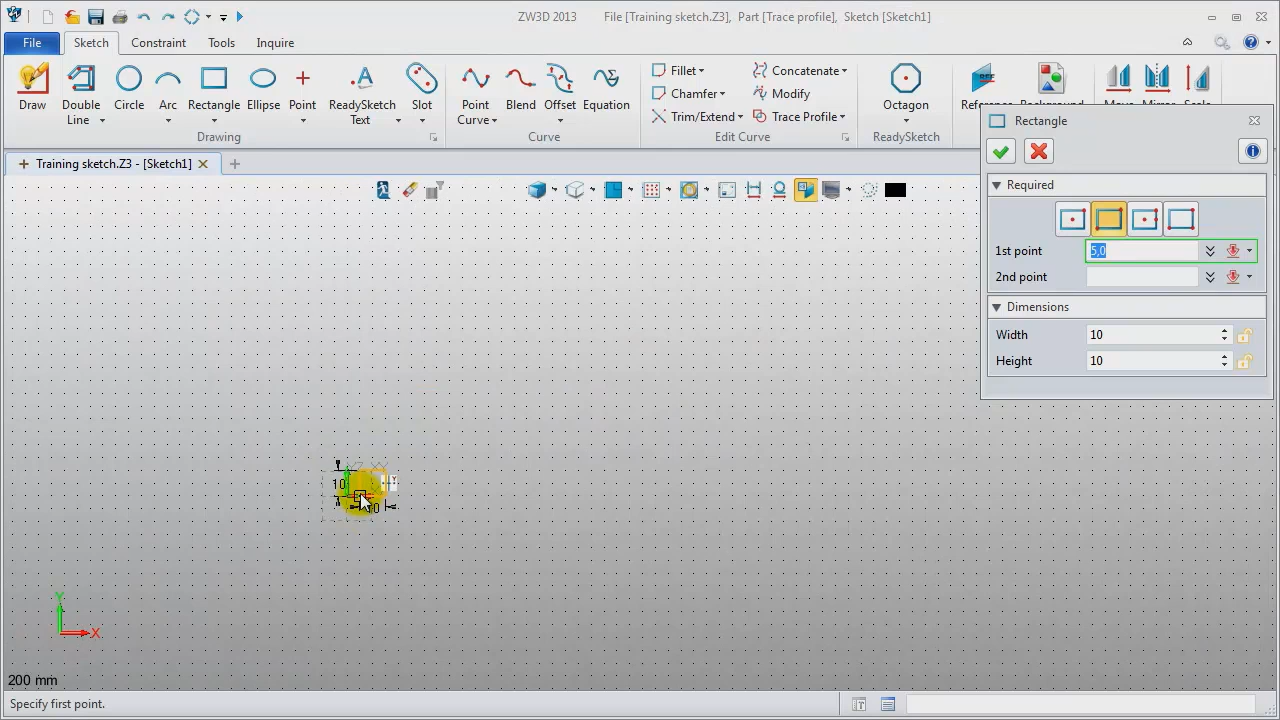 ZW3D 2013 File [Training sketch.Z3], Part [Trace profile], Sketch [Sketch1]
File Sketch Constraint Tools Inquire
Draw Double Line Circle Arc Rectangle Ellipse Point ReadySketch Text Slot
Drawing
Point Curve Blend Offset Equation
Curve
Fillet Concatenate
Chamfer Modify
Trim/Extend Trace Profile
Edit Curve
Octagon
ReadySketch
REF
Training sketch.Z3 - [Sketch1]
Rectangle
Required
1st point 5,0
2nd point
Dimensions
Width 10
Height 10
10
Y
X
200 mm
Specify first point.